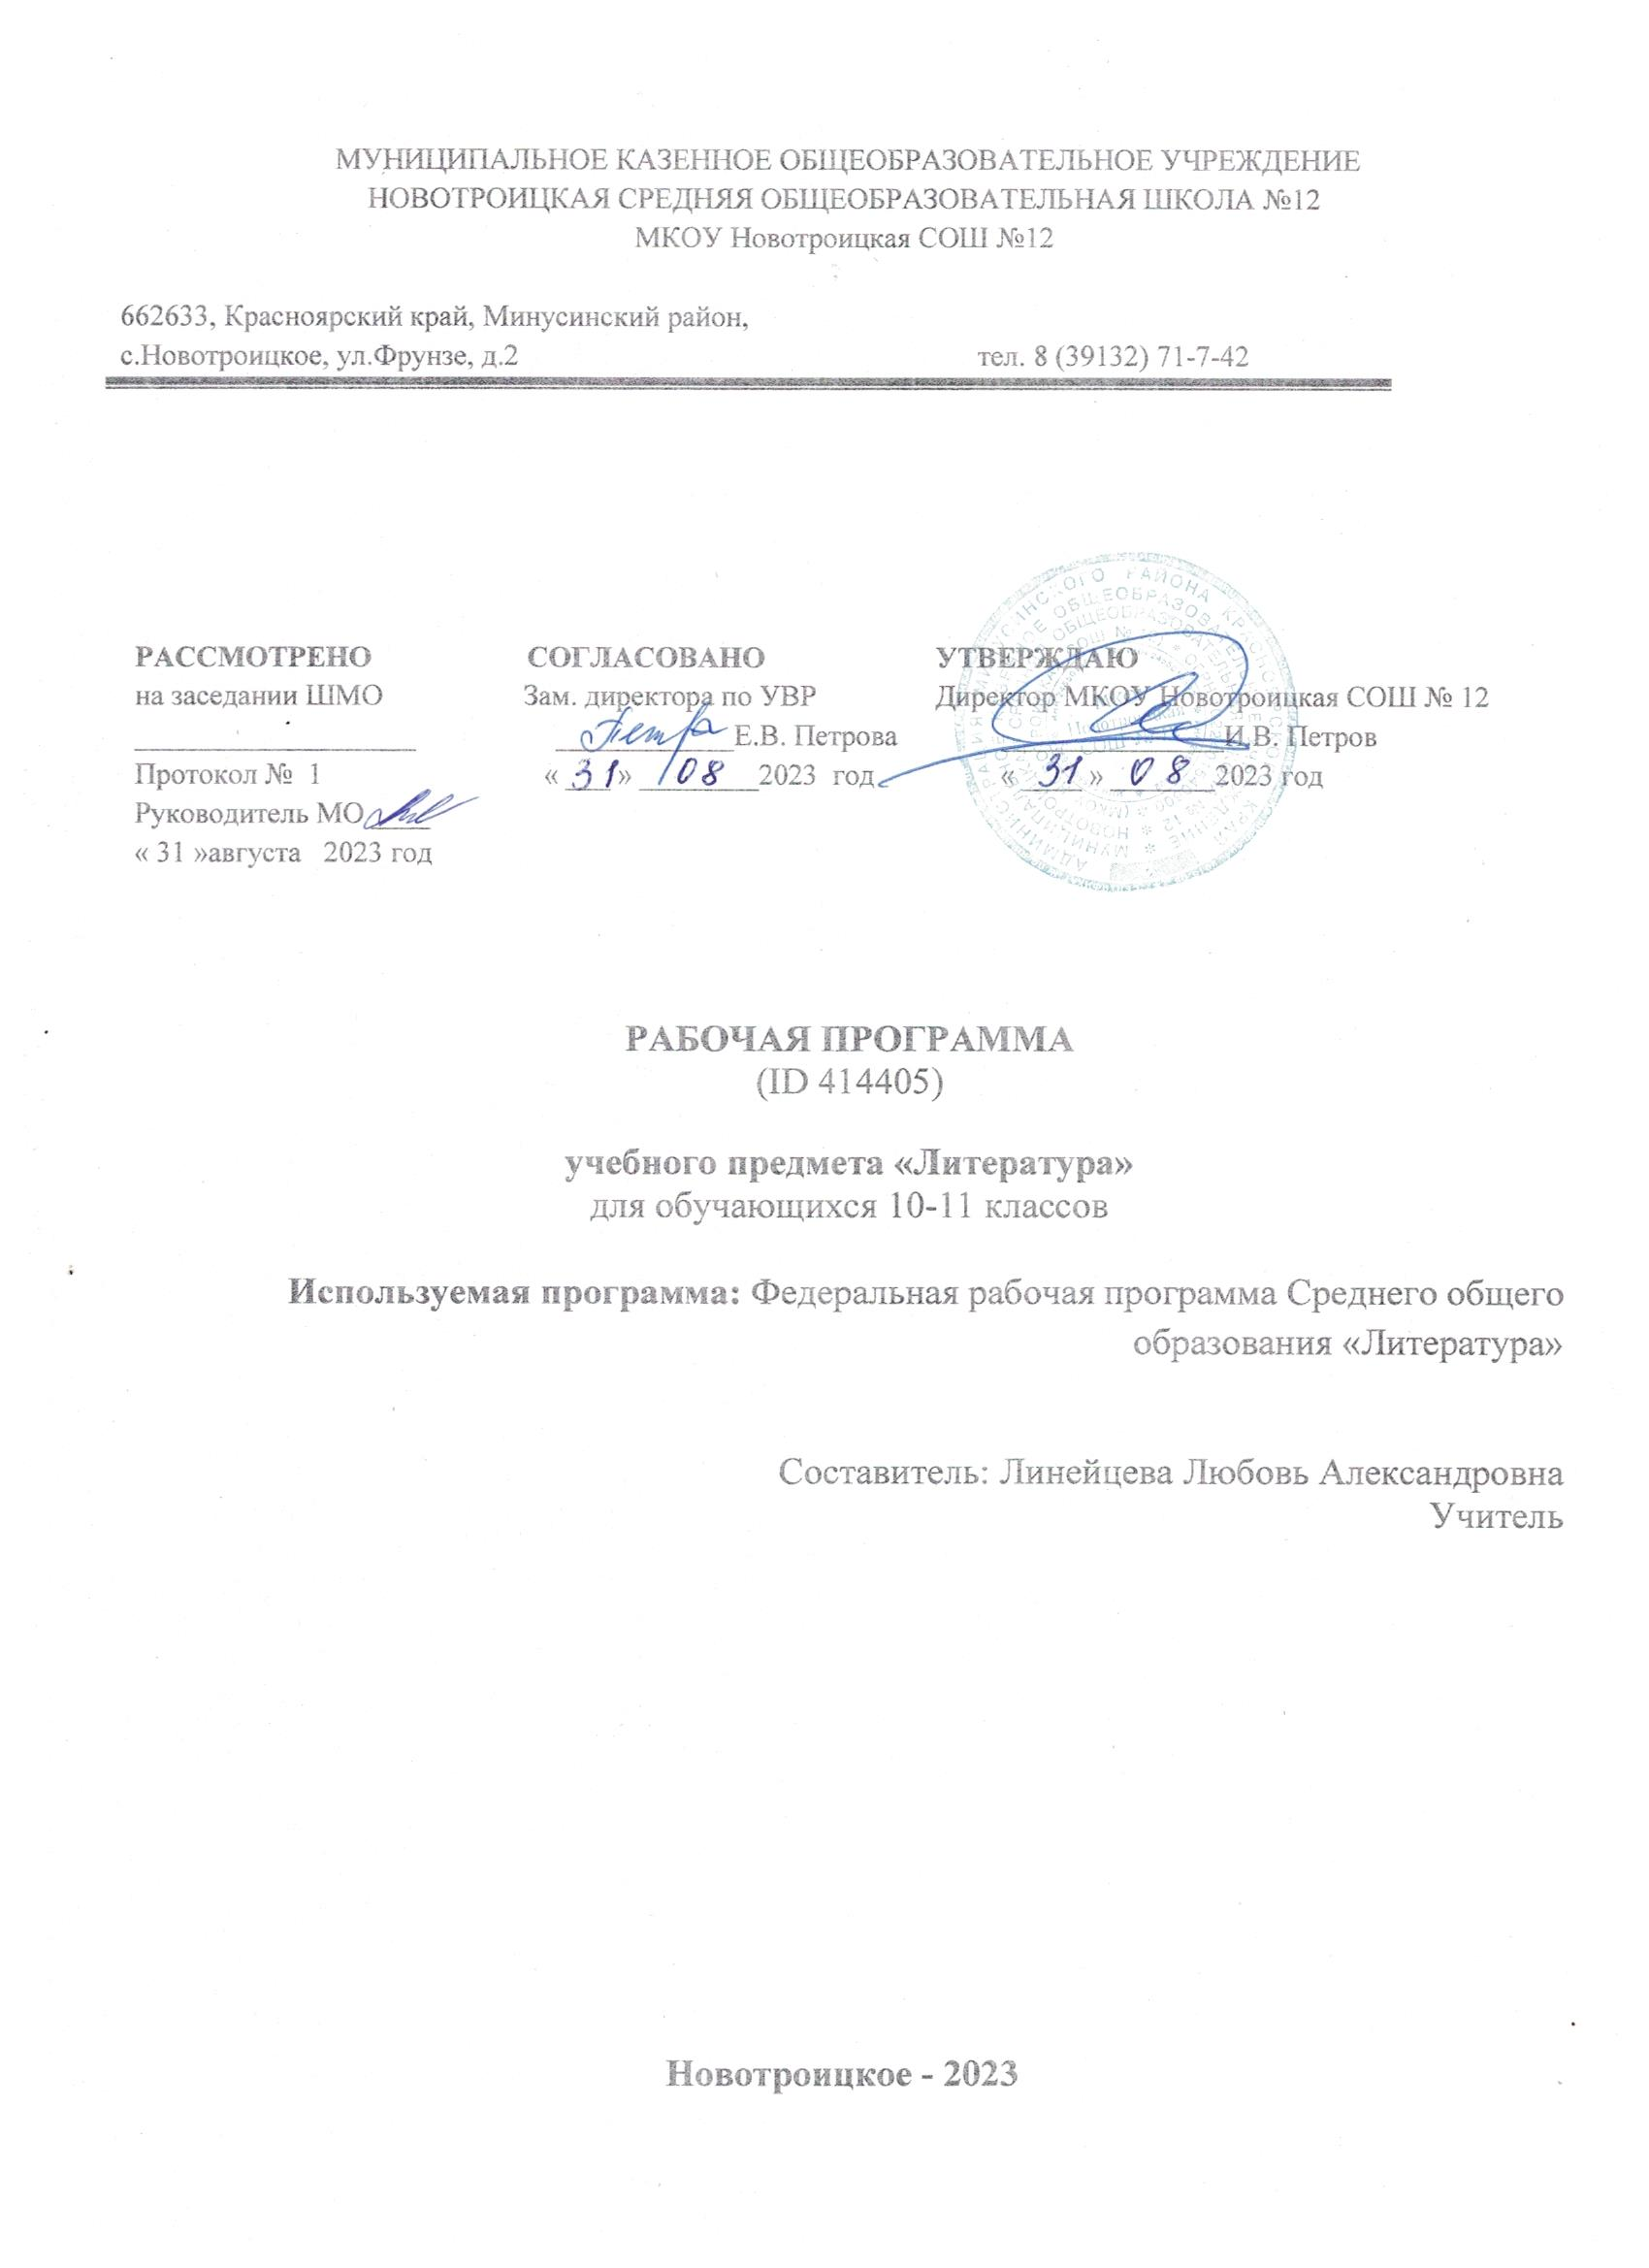 МУНИЦИПАЛЬНОЕ КАЗЕННОЕ ОБЩЕОБРАЗОВАТЕЛЬНОЕ УЧРЕЖДЕНИЕ
НОВОТРОИЦКАЯ СРЕДНЯЯ ОБЩЕОБРАЗОВАТЕЛЬНАЯ ШКОЛА №12
МКОУ Новотроицкая СОШ №12
662633, Красноярский край, Минусинский район,
с.Новотроицкое, ул.Фрунзе, д.2 тел. 8 (39132) 71-7-42
РАССМОТРЕНО СОГЛАСОВАНО УТВЕРЖДАЮ
на заседании ШМО Зам. директора по УВР Директор МКОУ Новотроицкая СОШ № 12
____________________ _____________Е.В. Петрова ____________________И.В. Петров
Протокол № 1 « 31 » 08 2023 год « 31 » 08 2023 год
Руководитель МО_____
« 31 »августа 2023 год
РАБОЧАЯ ПРОГРАММА
(ID 414405)
учебного предмета «Литература»
для обучающихся 10-11 классов
Используемая программа: Федеральная рабочая программа Среднего общего
образования «Литература»
Составитель: Линейцева Любовь Александровна
Учитель
Новотроицкое - 2023